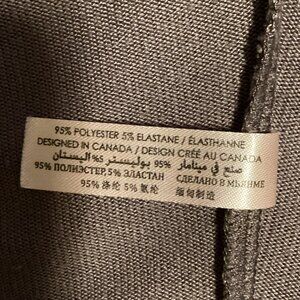 95% POLYESTER 5% ELASTANE / ÉLASTHANNE
DESIGNED IN CANADA / DESIGN CRÉÉ AU CANADA
صنع في ميانمار %95 بوليستر %5 اليستان
95% ПОЛИЭСТЕР, 5% ЭЛАСТАН СДЕЛАНО В МЬЯНМЕ
95% 涤纶 5% 氨纶 缅甸制造